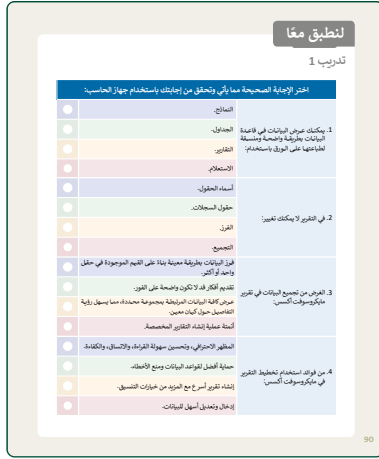 لنطبق معًا
تدريب 1
اختر الإجابة الصحيحة مما يأتي وتحقق من إجابتك باستخدام جهاز الحاسب:
1. يمكنك عرض البيانات في قاعدة
البيانات بطريقة واضحة ومنسقة
لطباعتها على الورق باستخدام:
النماذج.
الجداول.
التقارير.
الاستعلام.
2. في التقرير لا يمكنك تغيير:
أسماء الحقول.
حقول السجلات.
الفرز.
التجميع.
3. الغرض من تجميع البيانات في تقرير
مايكروسوفت أكسس:
فرز البيانات بطريقة معينة بناءً على القيم الموجودة في حقل
واحد أو أكثر.
تقديم أفكار قد لا تكون واضحة على الفور.
عرض كافة البيانات المرتبطة بمجموعة محددة، مما يسهل رؤية
التفاصيل حول كيان معين.
أتمتة عملية إنشاء التقارير المخصصة.
4. من فوائد استخدام تخطيط التقرير
في مايكروسوفت أكسس:
المظهر الاحترافي، وتحسين سهولة القراءة، والاتساق، والكفاءة.
حماية أفضل لقواعد البيانات ومنع الأخطاء.
إنشاء تقرير أسرع مع المزيد من خيارات التنسيق.
إدخال وتعديل أسهل للبيانات.
90